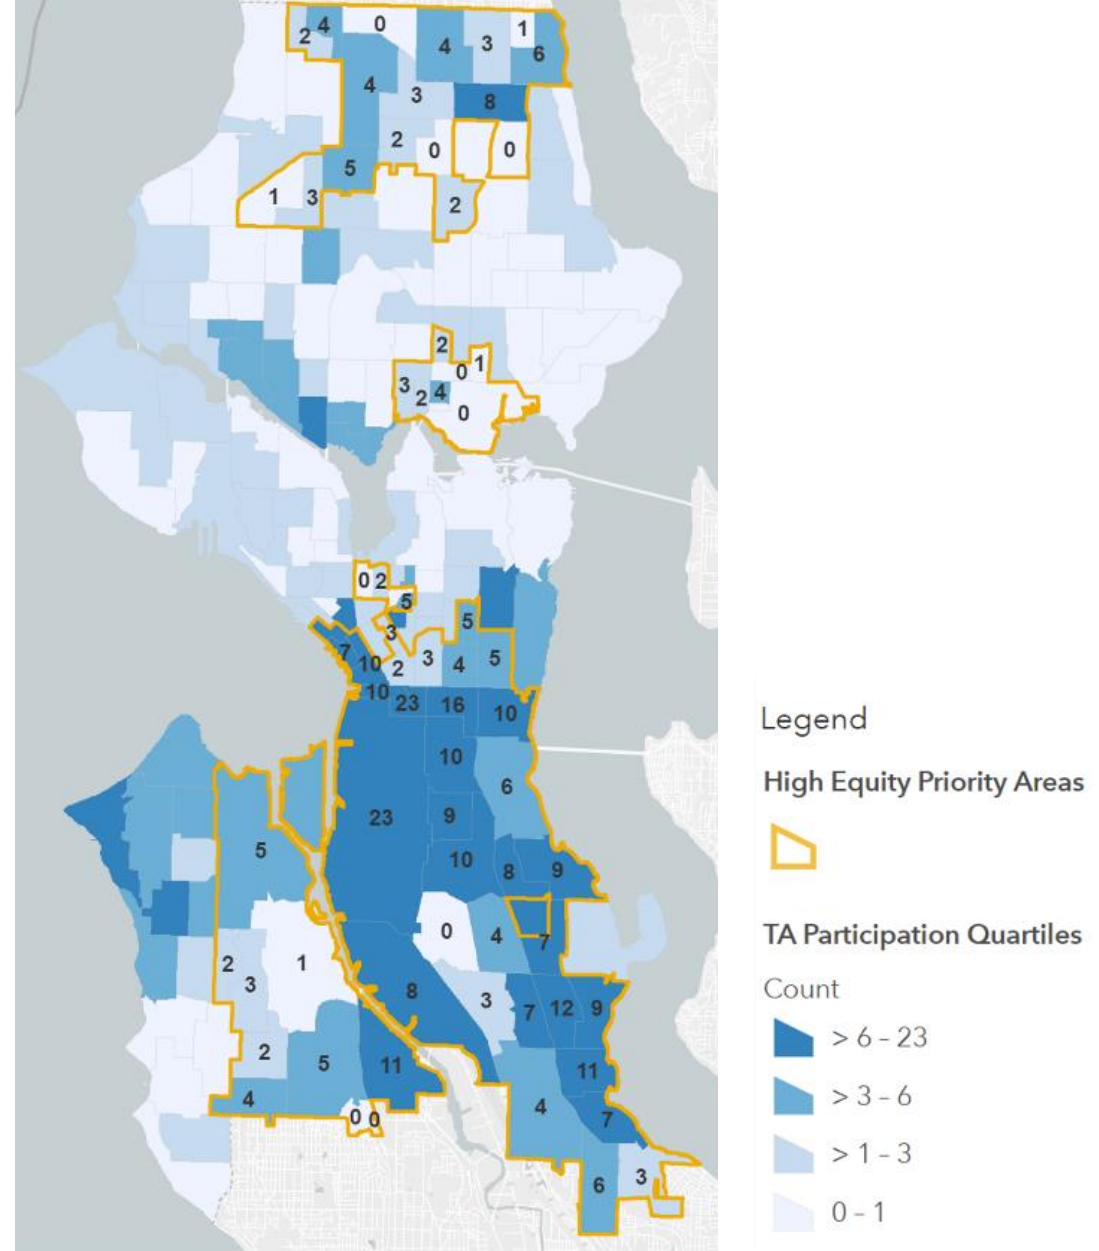 2 4 0 4 3 1 6
4 3 8
2 0 0
5
1 3 2
2
0 1
3 2 4
0
0 2
5
3 5
7 10 2 3 4 5
10 23 16 10
10
6
23 9
5 10 8 9
0 4 7
2 1
3 8 3 7 12 9
2 5 11 11
4 4 7
0 0
6 3
Legend
High Equity Priority Areas
TA Participation Quartiles
Count
> 6 – 23
> 3 – 6
> 1 – 3
0 – 1